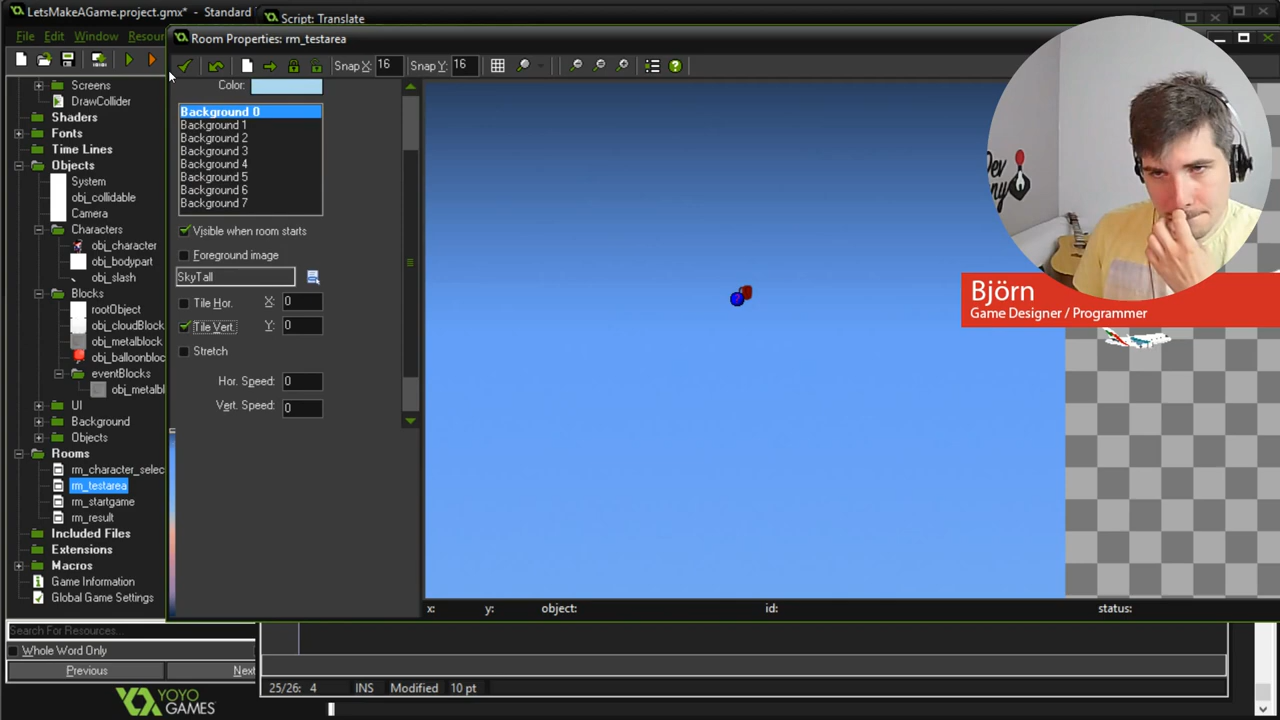 LetsMakeAGame.project.gmx* - Standard
Script: Translate
File Edit Window Resour
Room Properties: rm_testarea
Snap X: 16 Snap Y: 16
Color:
Background 0
Background 1
Background 2
Background 3
Background 4
Background 5
Background 6
Background 7
Visible when room starts
Foreground image
SkyTall
Tile Hor. X: 0
Tile Vert. Y: 0
Stretch
Hor. Speed: 0
Vert. Speed: 0
Screens
DrawCollider
Shaders
Fonts
Time Lines
Objects
System
obj_collidable
Camera
Characters
obj_character
obj_bodypart
obj_slash
Blocks
rootObject
obj_cloudBlock
obj_metalblock
obj_balloonbloc
eventBlocks
obj_metalbl
UI
Background
Objects
Rooms
rm_character_selec
rm_testarea
rm_startgame
rm_result
Included Files
Extensions
Macros
Game Information
Global Game Settings
Search For Resources...
Whole Word Only
Previous Next
YOYO
GAMES
x: y: object: id: status:
25/26: 4 INS Modified 10 pt
Björn
Game Designer / Programmer